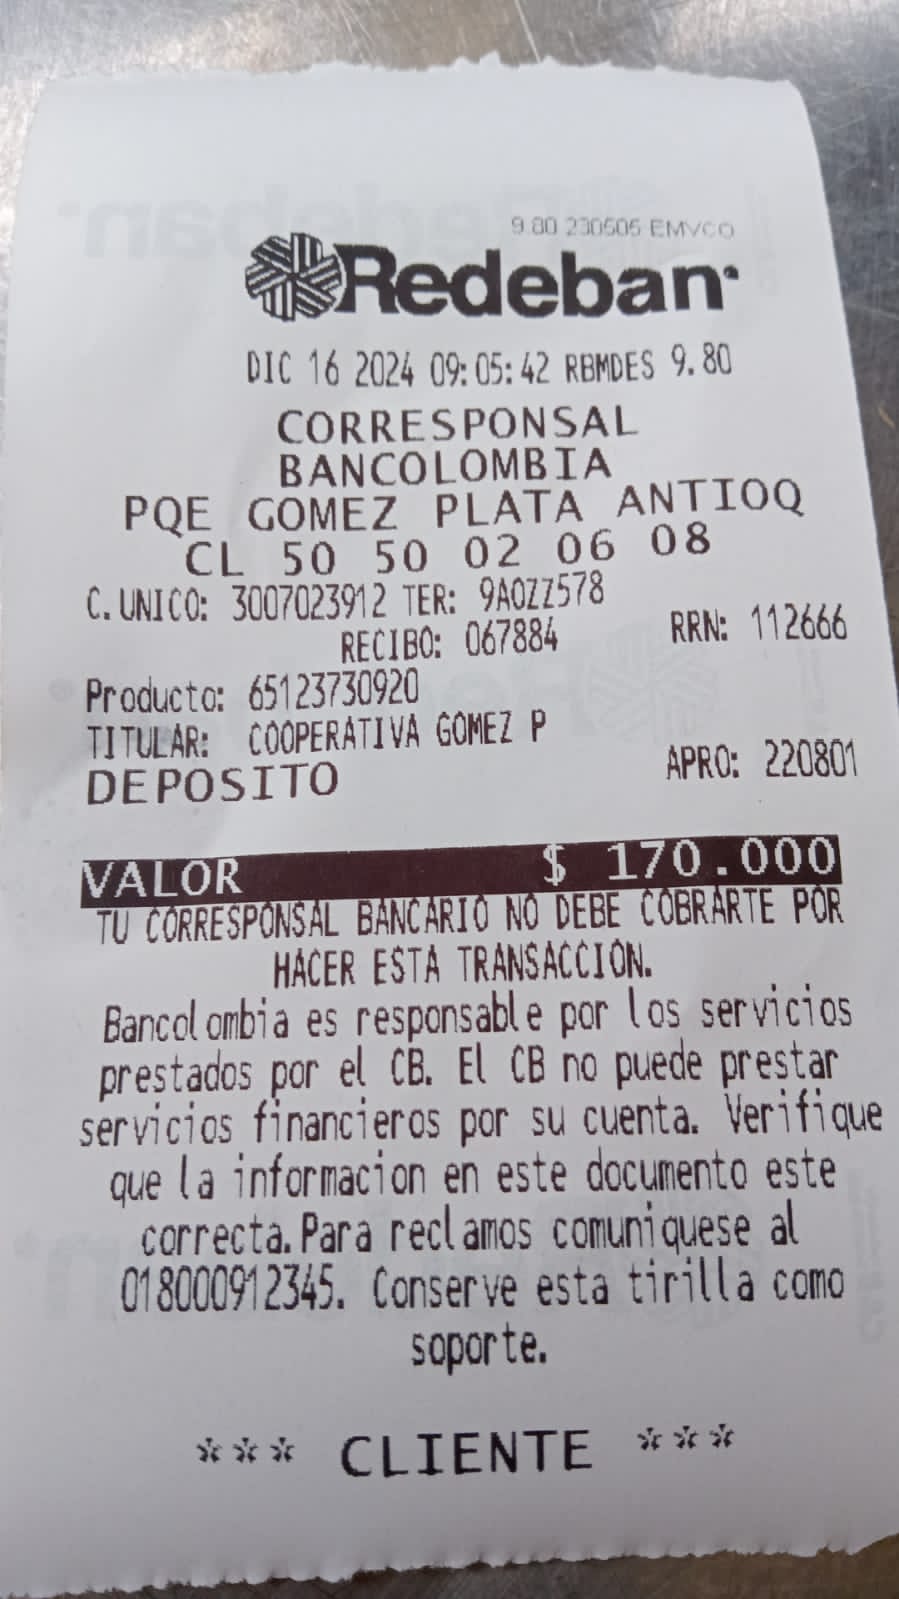 9.80 230505 EMVCO
Redeban
DIC 16 2024 09:05:42 RBMDES 9.80
CORRESPONSAL
BANCOLOMBIA
PQE GOMEZ PLATA ANTIOQ
CL 50 50 02 06 08
C. UNICO: 3007023912 TER: 9A0ZZ578
RECIBO: 067884 RRN: 112666
Producto: 65123730920
TITULAR: COOPERATIVA GOMEZ P
DEPOSITO APRO: 220801
VALOR $ 170.000
TU CORRESPONSAL BANCARIO NO DEBE COBRARTE POR
HACER ESTA TRANSACCION.
Bancolombia es responsable por los servicios
prestados por el CB. El CB no puede prestar
servicios financieros por su cuenta. Verifique
que la informacion en este documento este
correcta. Para reclamos comuniquese al
018000912345. Conserve esta tirilla como
soporte.
*** CLIENTE ***